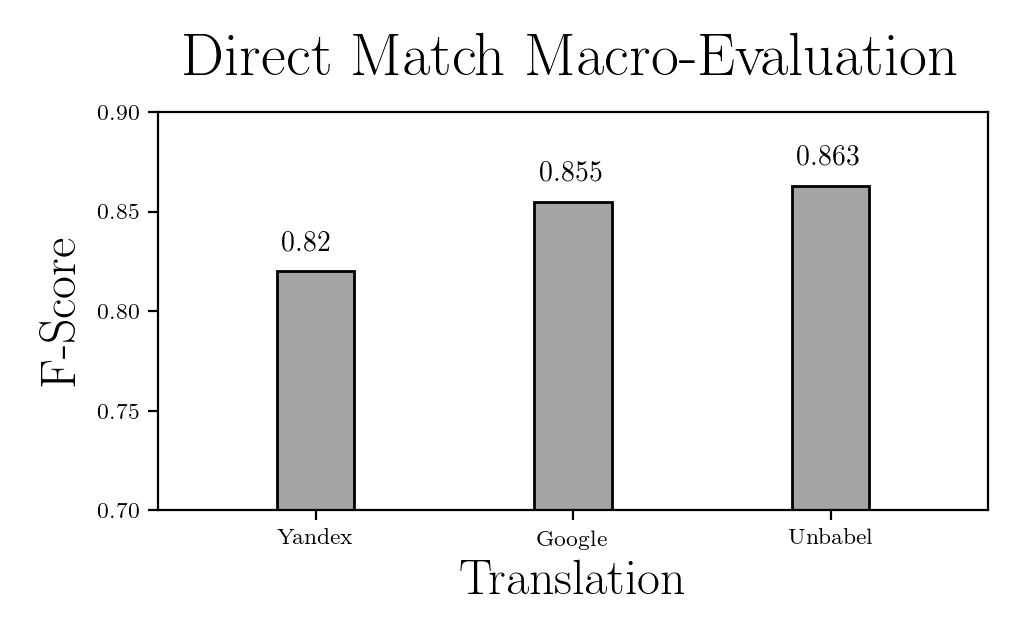 Direct Match Macro-Evaluation
0.90
0.85
0.80
0.75
0.70
F-Score
0.82
0.855
0.863
Yandex
Google
Unbabel
Translation